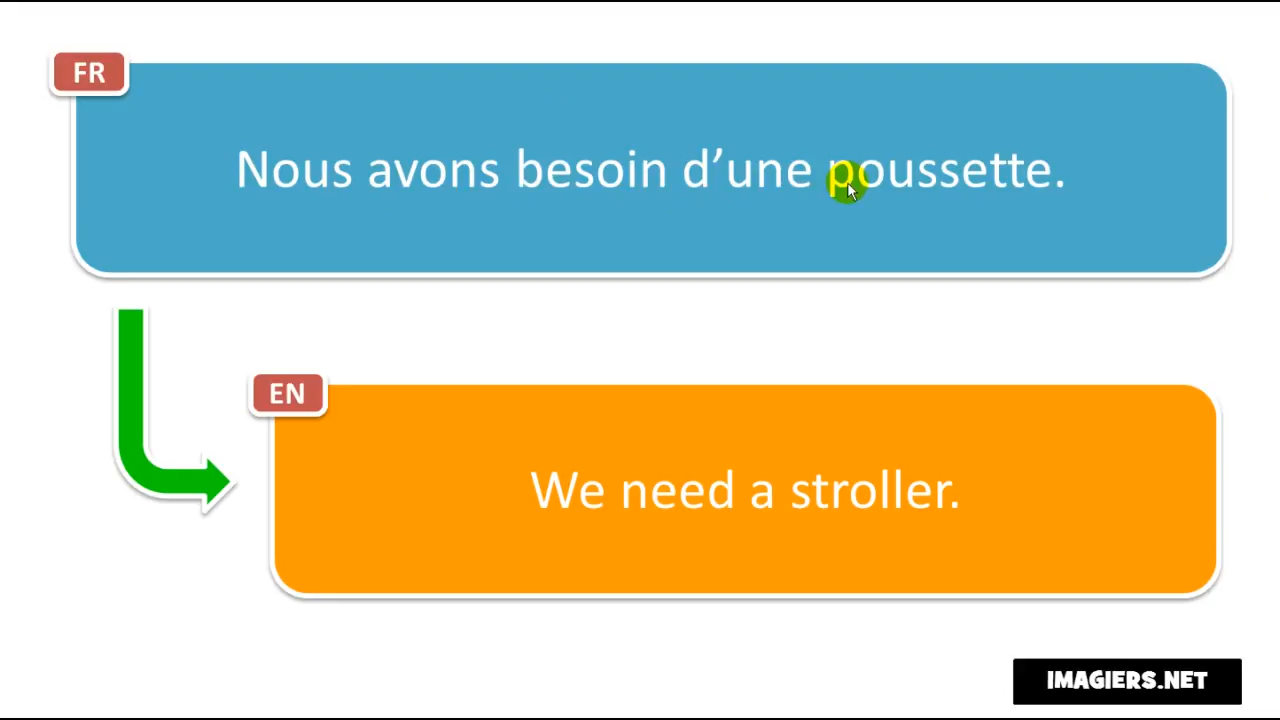 FR
Nous avons besoin d’une poussette.
EN
We need a stroller.
IMAGIERS.NET